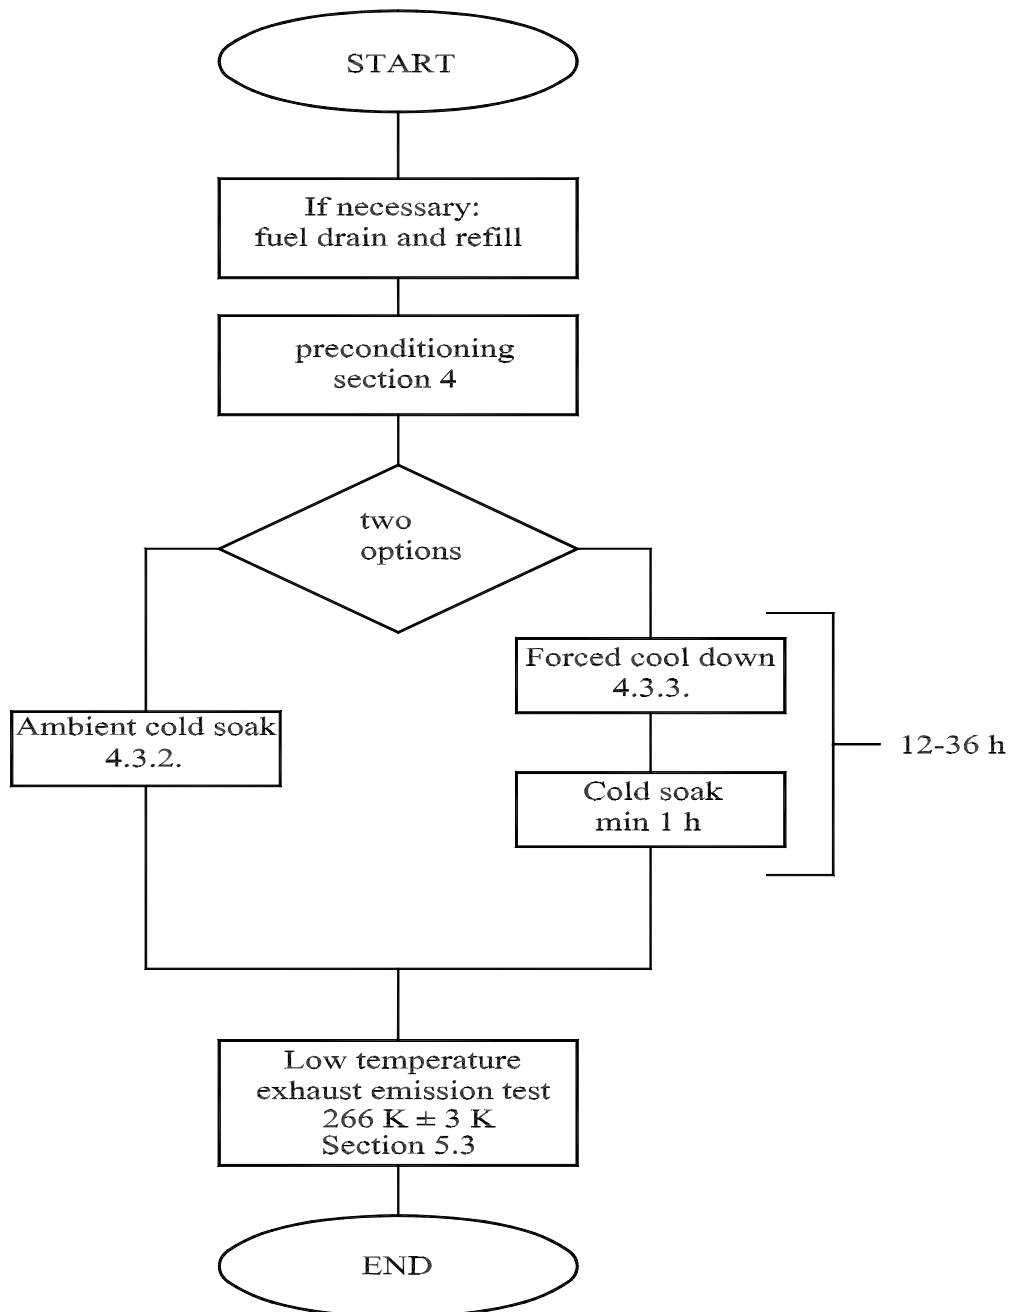 START
If necessary:
fuel drain and refill
preconditioning
section 4
two
options
Forced cool down
4.3.3.
Ambient cold soak
4.3.2.
12-36 h
Cold soak
min 1 h
Low temperature
exhaust emission test
266 K ± 3 K
Section 5.3
END